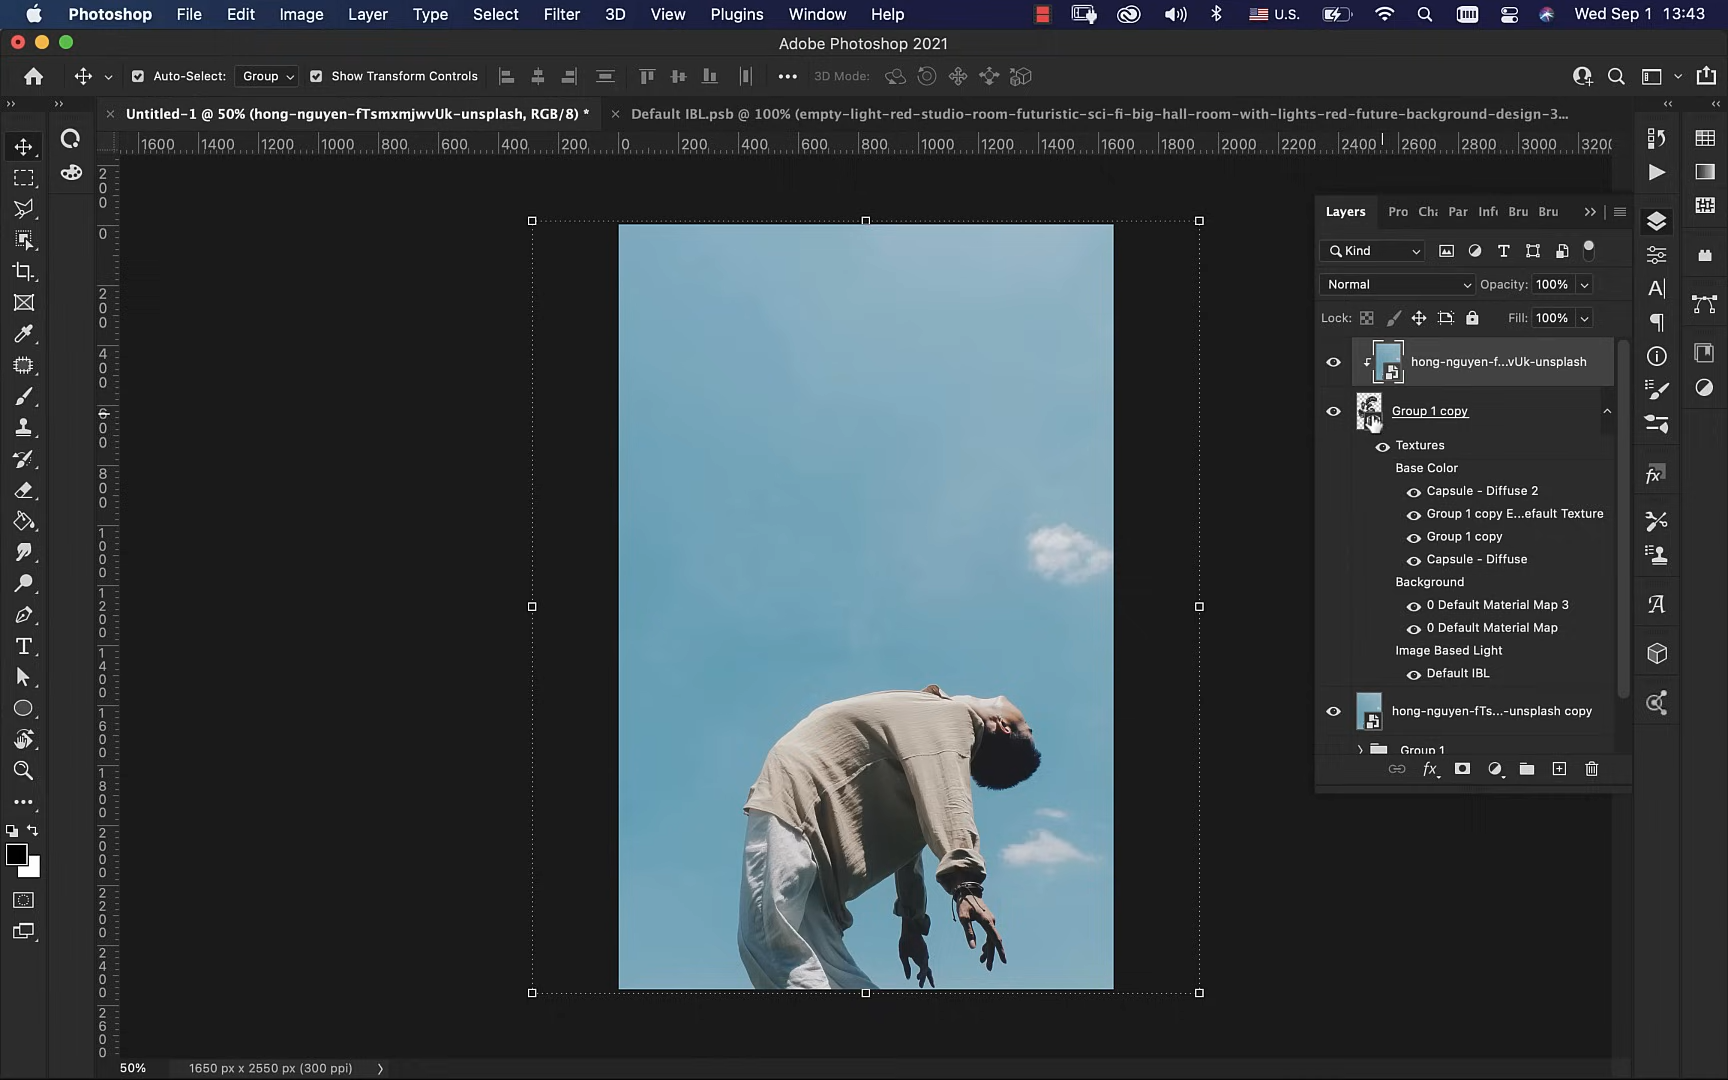 Photoshop File Edit Image Layer Type Select Filter 3D View Plugins Window Help U.S. Wed Sep 1 13:43
Adobe Photoshop 2021
Auto-Select: Group Show Transform Controls 3D Mode:
Untitled-1 @ 50% (hong-nguyen-fTsmxmjwvUk-unsplash, RGB/8) * Default IBL.psb @ 100% (empty-light-red-studio-room-futuristic-sci-fi-big-hall-room-with-lights-red-future-background-design-3...
1600 1400 1200 1000 800 600 400 200 0 200 400 600 800 1000 1200 1400 1600 1800 2000 2200 2400 2600 2800 3000 3200
200
0
200
400
600
800
1000
1200
1400
1600
1800
2000
2200
2400
2600
Layers Pro Cha Par Info Bru Bru
Kind
Normal Opacity: 100%
Lock: Fill: 100%
hong-nguyen-f...vUk-unsplash
Group 1 copy
Textures
Base Color
Capsule - Diffuse 2
Group 1 copy E...efault Texture
Group 1 copy
Capsule - Diffuse
Background
0 Default Material Map 3
0 Default Material Map
Image Based Light
Default IBL
hong-nguyen-fTs...-unsplash copy
Group 1
fx
50% 1650 px x 2550 px (300 ppi)